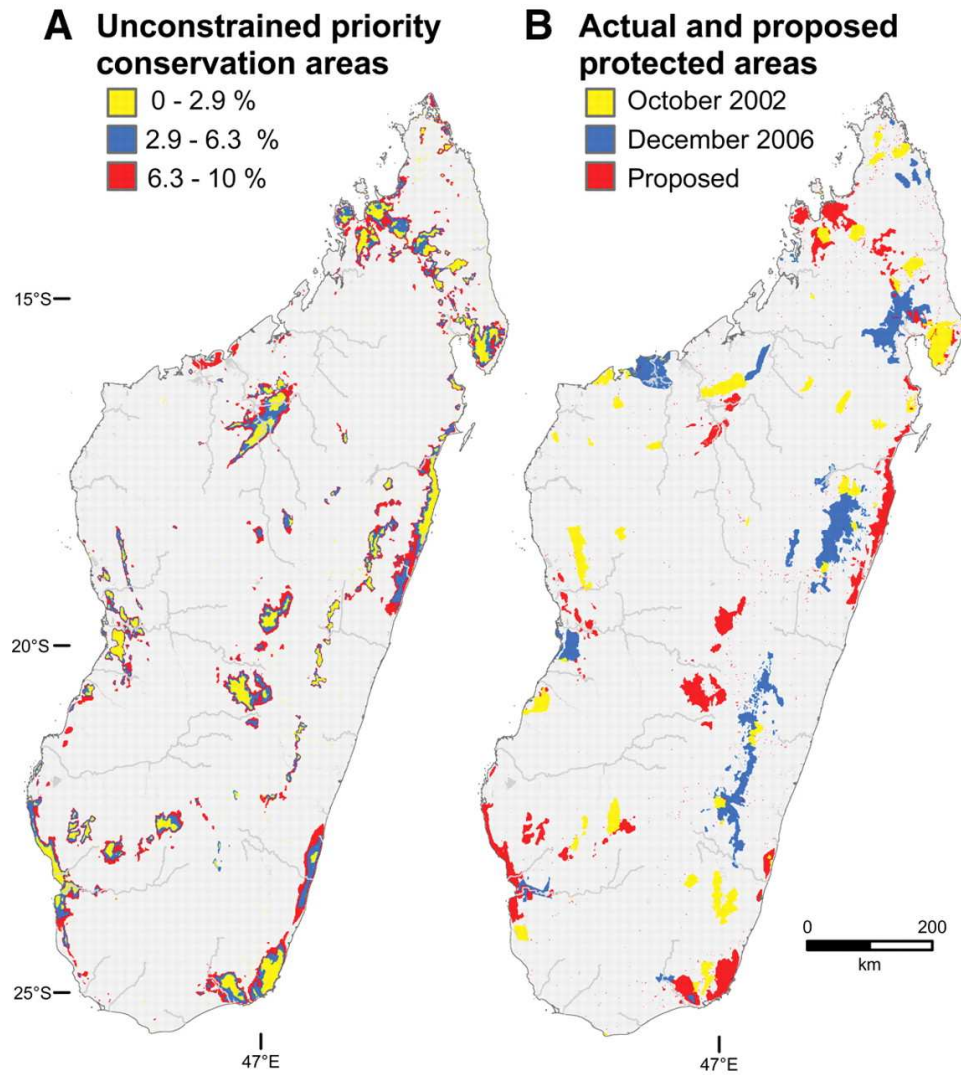 A Unconstrained priority
conservation areas
0 - 2.9 %
2.9 - 6.3 %
6.3 - 10 %
B Actual and proposed
protected areas
October 2002
December 2006
Proposed
15°S
20°S
25°S
47°E
47°E
0 200
km